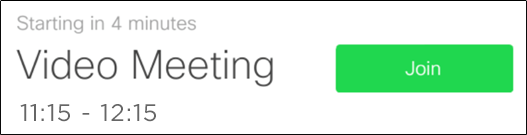 Starting in 4 minutes
Video Meeting
Join
11:15 - 12:15